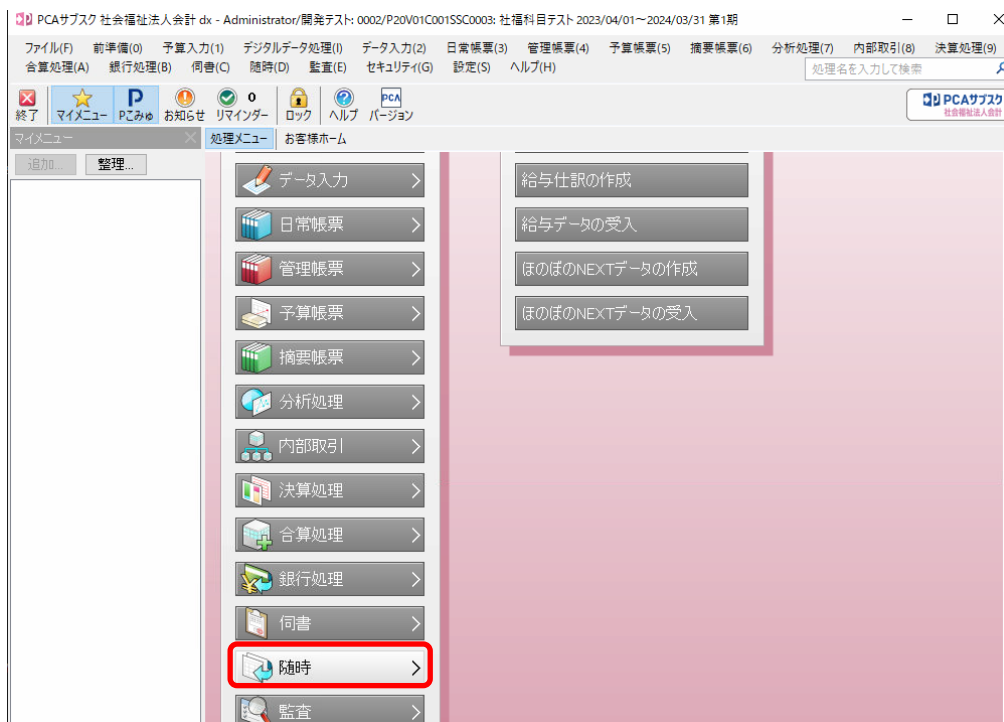 PCAサブスク 社会福祉法人会計 dx - Administrator/開発テスト: 0002/P20V01C001SSC0003: 社福科目テスト 2023/04/01～2024/03/31 第1期
ファイル(F) 前準備(0) 予算入力(1) デジタルデータ処理(I) データ入力(2) 日常帳票(3) 管理帳票(4) 予算帳票(5) 摘要帳票(6) 分析処理(7) 内部取引(8) 決算処理(9)
合算処理(A) 銀行処理(B) 伺書(C) 随時(D) 監査(E) セキュリティ(G) 設定(S) ヘルプ(H) 処理名を入力して検索
0 PCA PCAサブスク
終了 マイメニュー Pこみゅ お知らせ リマインダー ロック ヘルプ バージョン 社会福祉法人会計
マイメニュー 処理メニュー お客様ホーム
追加... 整理...
データ入力
日常帳票
管理帳票
予算帳票
摘要帳票
分析処理
内部取引
決算処理
合算処理
銀行処理
伺書
随時
監査
給与仕訳の作成
給与データの受入
ほのぼのNEXTデータの作成
ほのぼのNEXTデータの受入